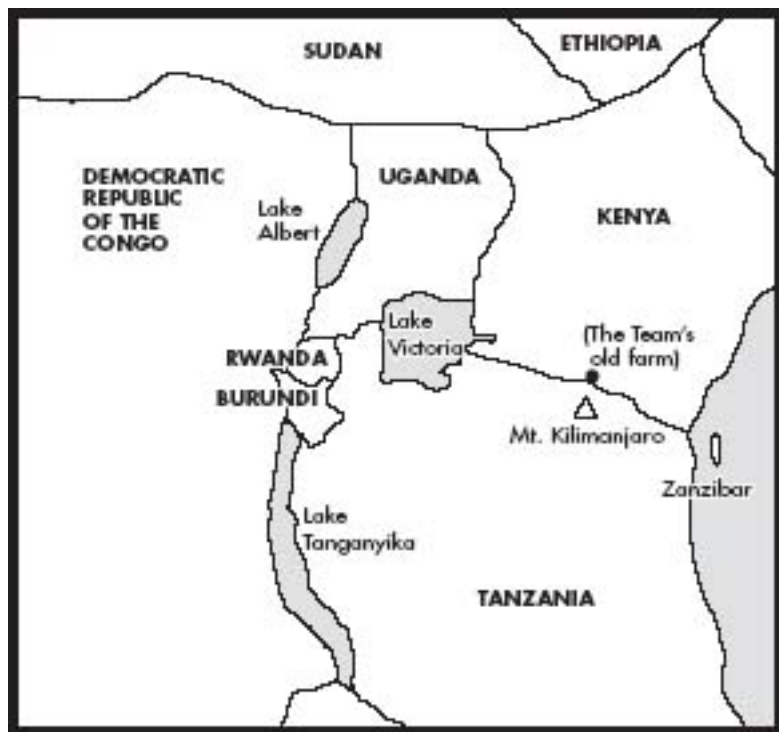 SUDAN
ETHIOPIA
DEMOCRATIC
REPUBLIC
OF THE
CONGO
UGANDA
Lake
Albert
KENYA
Lake
Victoria
(The Team's
old farm)
RWANDA
BURUNDI
Mt. Kilimanjaro
Zanzibar
Lake
Tanganyika
TANZANIA